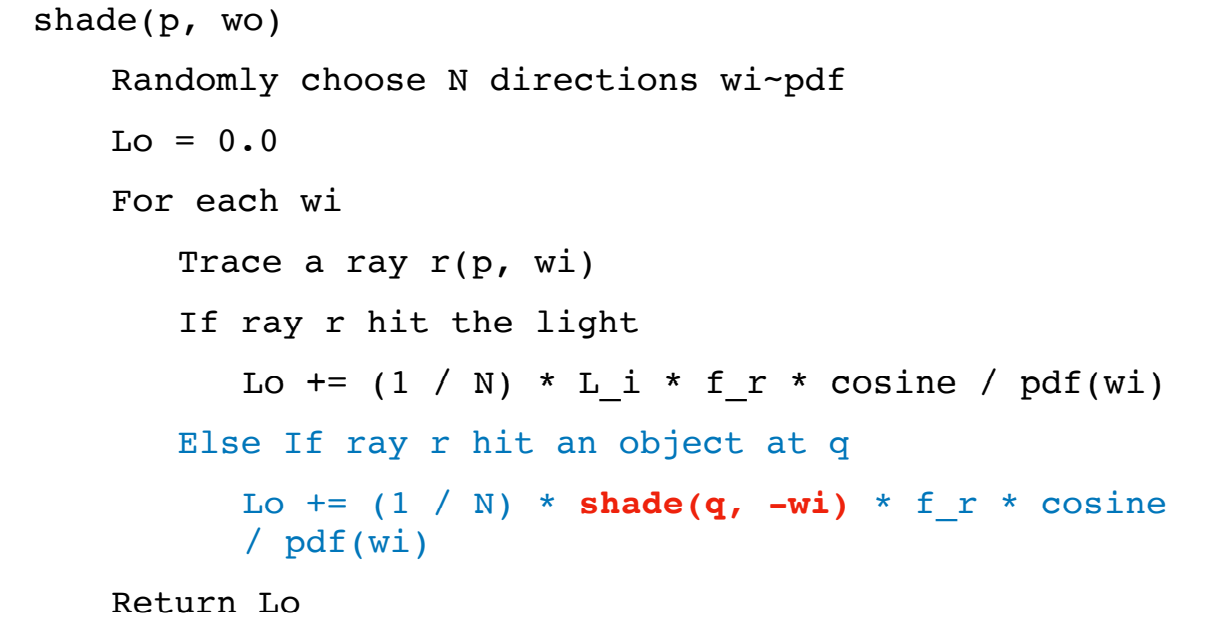 shade(p, wo)
Randomly choose N directions wi~pdf
Lo = 0.0
For each wi
Trace a ray r(p, wi)
If ray r hit the light
Lo += (1 / N) * L_i * f_r * cosine / pdf(wi)
Else If ray r hit an object at q
Lo += (1 / N) * shade(q, -wi) * f_r * cosine
/ pdf(wi)
Return Lo